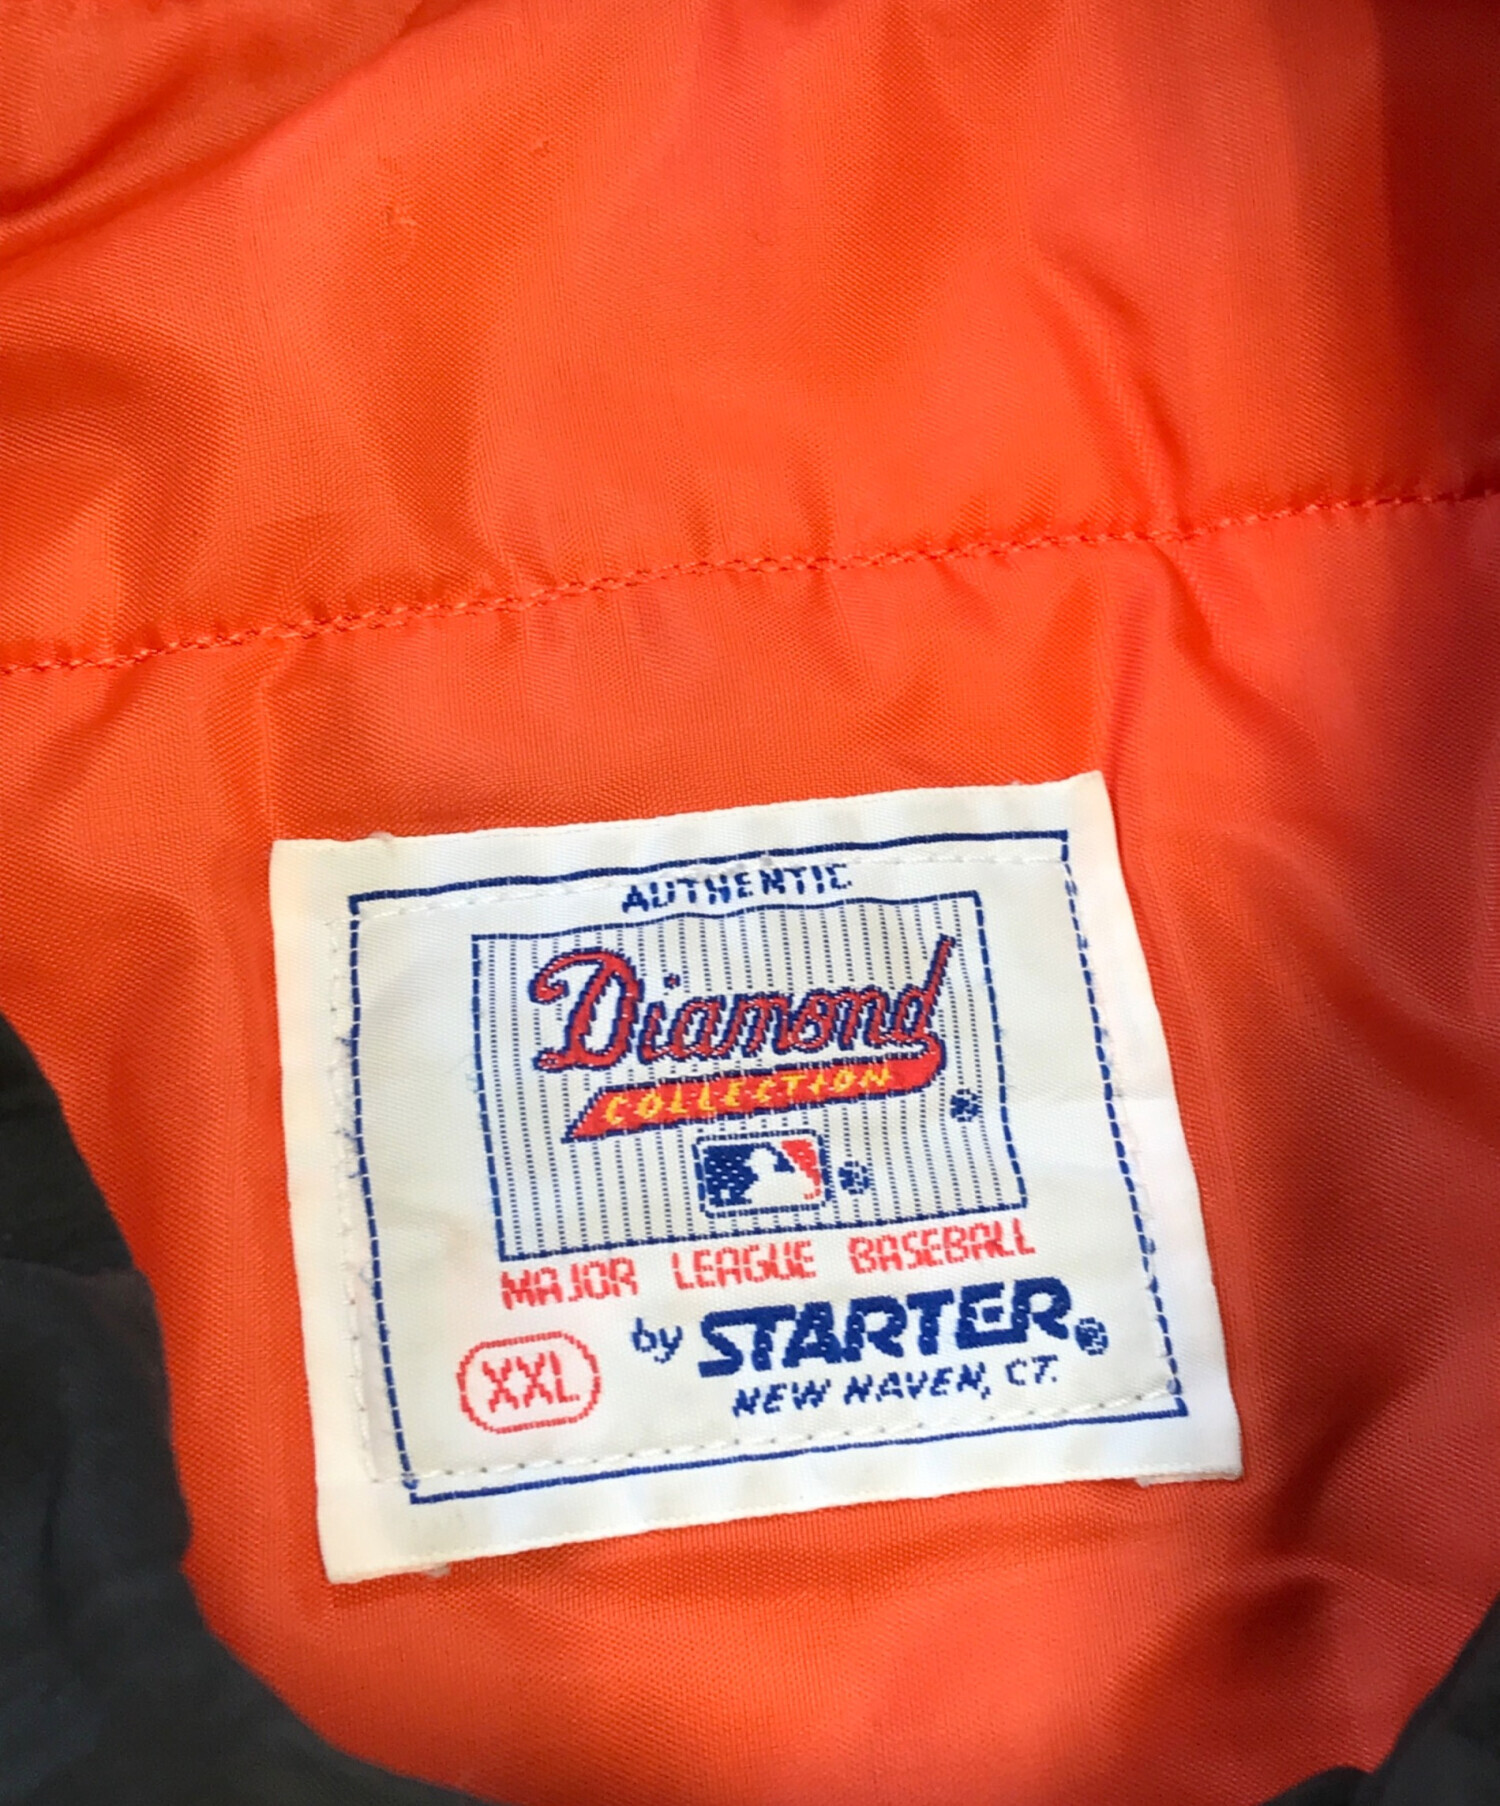 AUTHENTIC
Diamond
COLLECTION
®
®
MAJOR LEAGUE BASEBALL
by STARTER®
XXL
NEW HAVEN, CT.